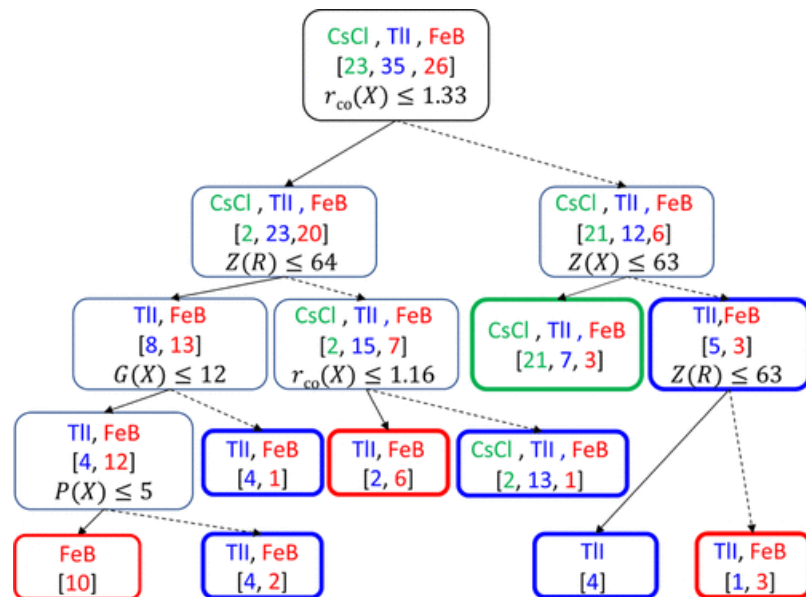 CsCl , TlI , FeB
[23, 35 , 26]
r_co(X) ≤ 1.33
CsCl , TlI , FeB
[2, 23,20]
Z(R) ≤ 64
CsCl , TlI , FeB
[21, 12,6]
Z(X) ≤ 63
TlI, FeB
[8, 13]
G(X) ≤ 12
CsCl , TlI , FeB
[2, 15, 7]
r_co(X) ≤ 1.16
CsCl , TlI , FeB
[21, 7, 3]
TlI,FeB
[5, 3]
Z(R) ≤ 63
TlI, FeB
[4, 12]
P(X) ≤ 5
TlI, FeB
[4, 1]
TlI, FeB
[2, 6]
CsCl , TlI , FeB
[2, 13, 1]
FeB
[10]
TlI, FeB
[4, 2]
TlI
[4]
TlI, FeB
[1, 3]